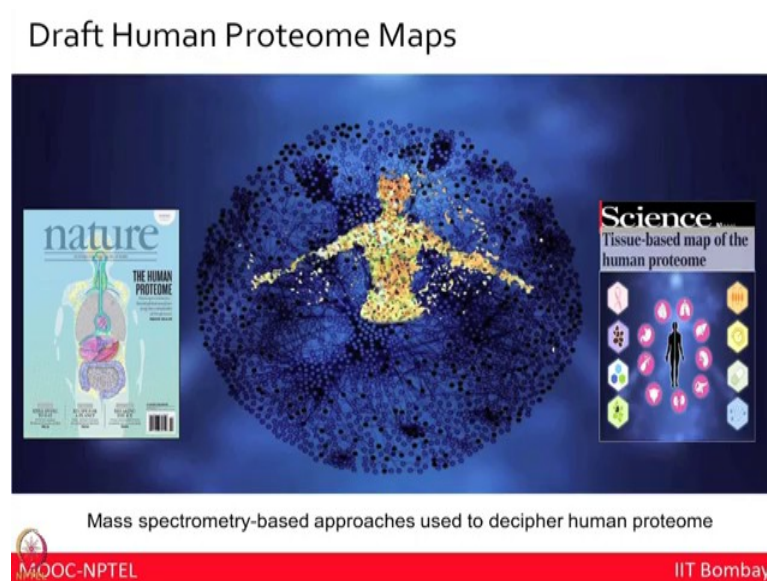 Draft Human Proteome Maps
nature
THE HUMAN
PROTEOME
Science
Tissue-based map of the
human proteome
Mass spectrometry-based approaches used to decipher human proteome
NPTEL
MOOC-NPTEL
IIT Bombay